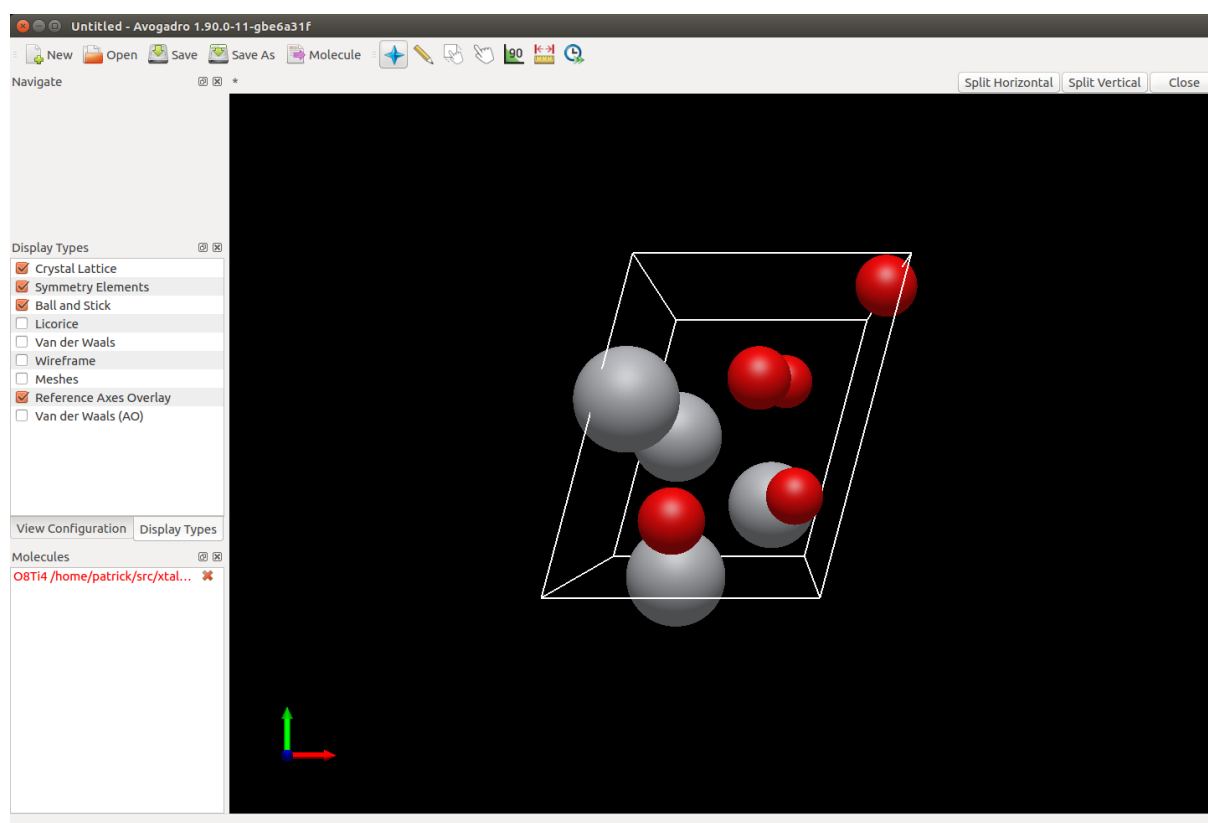 Untitled - Avogadro 1.90.0-11-gbe6a31f
New Open Save Save As Molecule 90
Navigate
*
Split Horizontal Split Vertical Close
Display Types
Crystal Lattice
Symmetry Elements
Ball and Stick
Licorice
Van der Waals
Wireframe
Meshes
Reference Axes Overlay
Van der Waals (AO)
View Configuration Display Types
Molecules
O8Ti4 /home/patrick/src/xtal...